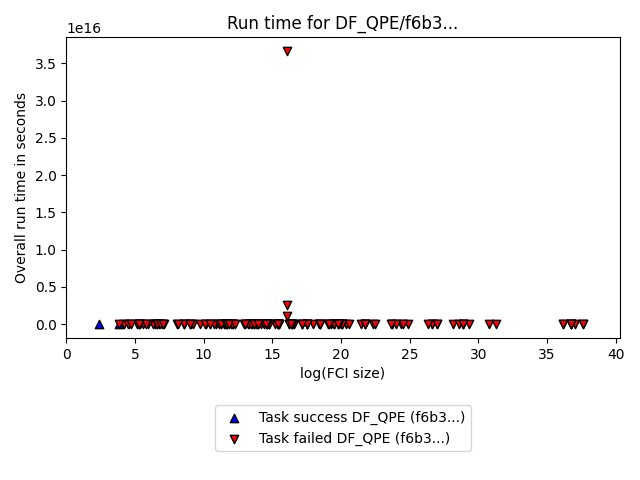 Run time for DF_QPE/f6b3...
1e16
3.5
3.0
2.5
2.0
1.5
1.0
0.5
0.0
Overall run time in seconds
0 5 10 15 20 25 30 35 40
log(FCI size)
Task success DF_QPE (f6b3...)
Task failed DF_QPE (f6b3...)